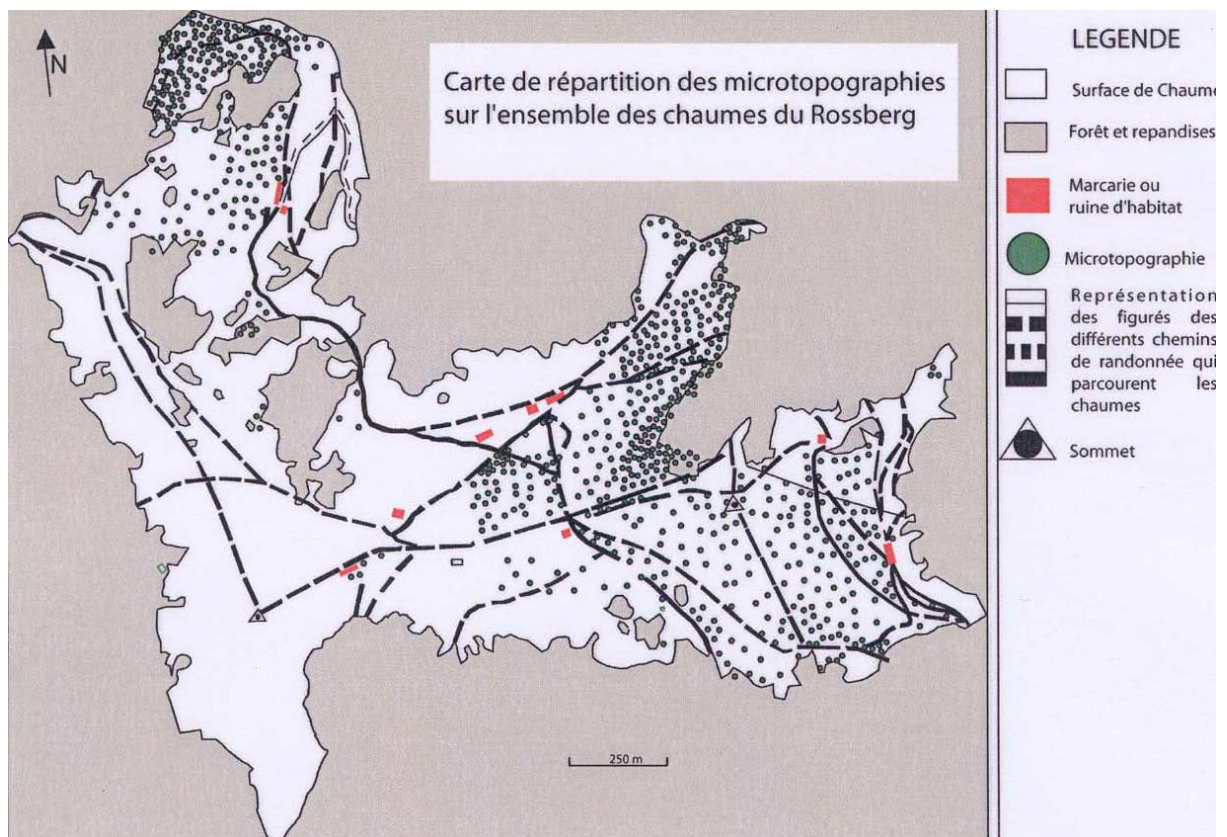 N
Carte de répartition des microtopographies
sur l'ensemble des chaumes du Rossberg
250 m
LEGENDE
Surface de Chaume
Forêt et repandises
Marcarie ou
ruine d'habitat
Microtopographie
Représentation
des figurés des
différents chemins
de randonnée qui
parcourent les
chaumes
Sommet